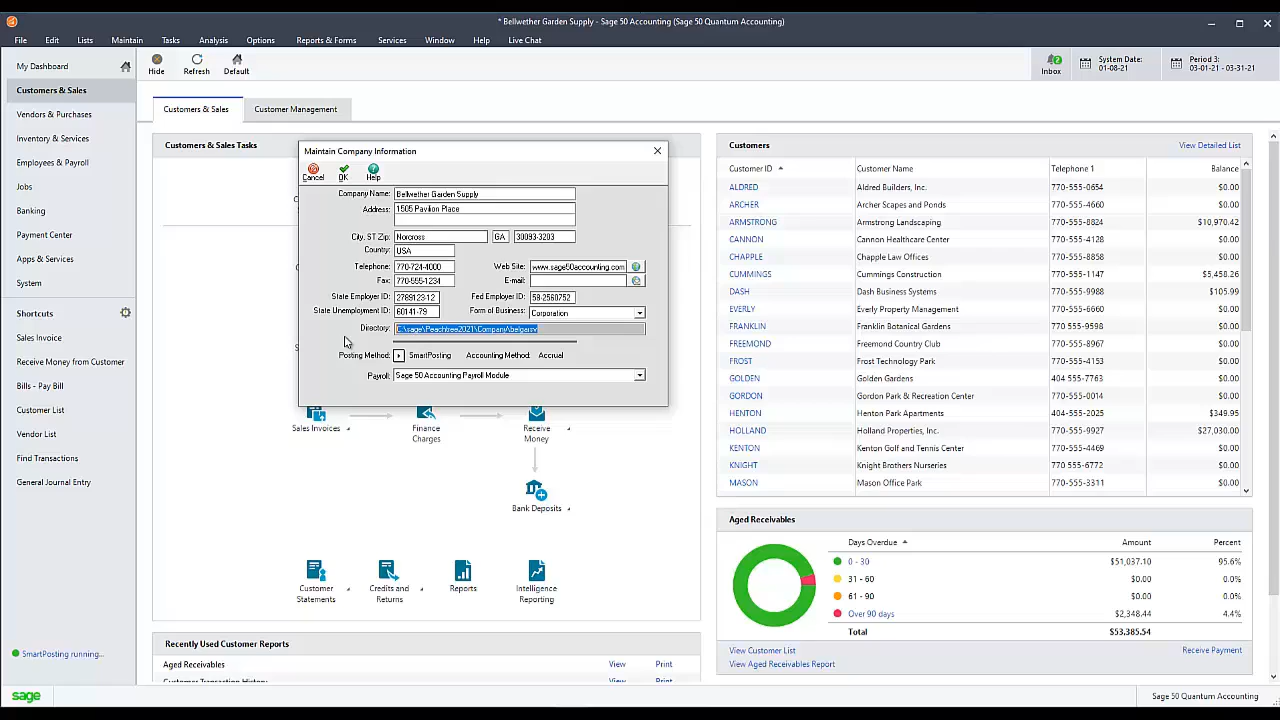 * Bellwether Garden Supply - Sage 50 Accounting (Sage 50 Quantum Accounting)
File Edit Lists Maintain Tasks Analysis Options Reports & Forms Services Window Help Live Chat
My Dashboard
Customers & Sales
Vendors & Purchases
Inventory & Services
Employees & Payroll
Jobs
Banking
Payment Center
Apps & Services
System
Shortcuts
Sales Invoice
Receive Money from Customer
Bills - Pay Bill
Customer List
Vendor List
Find Transactions
General Journal Entry
SmartPosting running...
sage
Hide Refresh Default
Inbox
2
System Date:
01-08-21
Period 3:
03-01-21 - 03-31-21
Customers & Sales Customer Management
Customers & Sales Tasks
Maintain Company Information
Cancel OK Help
Company Name: Bellwether Garden Supply
Address: 1505 Pavilion Place
City, ST Zip: Norcross GA 30093-3203
Country: USA
Telephone: 770-724-4000 Web Site: www.sage50accounting.com
Fax: 770-555-1234 E-mail:
State Employer ID: 2789123-12 Fed Employer ID: 58-2560752
State Unemployment ID: 60141-79 Form of Business: Corporation
Directory: C:\sage\Peachtree2021\Company\belgarsv
Posting Method: SmartPosting Accounting Method: Accrual
Payroll: Sage 50 Accounting Payroll Module
Sales Invoices
Finance
Charges
Receive
Money
Bank Deposits
Customer
Statements
Credits and
Returns
Reports
Intelligence
Reporting
Recently Used Customer Reports
Aged Receivables View Print
Customer Transaction History View Print
Customers View Detailed List
Customer ID Customer Name Telephone 1 Balance
ALDRED Aldred Builders, Inc. 770-555-0654 $0.00
ARCHER Archer Scapes and Ponds 770-555-4660 $0.00
ARMSTRONG Armstrong Landscaping 770-555-8824 $10,970.42
CANNON Cannon Healthcare Center 770-555-4128 $0.00
CHAPPLE Chapple Law Offices 770-555-8858 $0.00
CUMMINGS Cummings Construction 770-555-1147 $5,458.26
DASH Dash Business Systems 770-555-9988 $105.99
EVERLY Everly Property Management 770-555-6660 $0.00
FRANKLIN Franklin Botanical Gardens 770 555-9598 $0.00
FREEMOND Freemond Country Club 770-555-8967 $0.00
FROST Frost Technology Park 770-555-4153 $0.00
GOLDEN Golden Gardens 404 555-7763 $0.00
GORDON Gordon Park & Recreation Center 770-555-0014 $0.00
HENTON Henton Park Apartments 404-555-2025 $349.95
HOLLAND Holland Properties, Inc. 770-555-9927 $27,030.00
KENTON Kenton Golf and Tennis Center 770-555-4469 $0.00
KNIGHT Knight Brothers Nurseries 770 555-6772 $0.00
MASON Mason Office Park 770-555-3311 $0.00
Aged Receivables
Days Overdue Amount Percent
0 - 30 $51,037.10 95.6%
31 - 60 $0.00 0.0%
61 - 90 $0.00 0.0%
Over 90 days $2,348.44 4.4%
Total $53,385.54
View Customer List Receive Payment
View Aged Receivables Report
Sage 50 Quantum Accounting